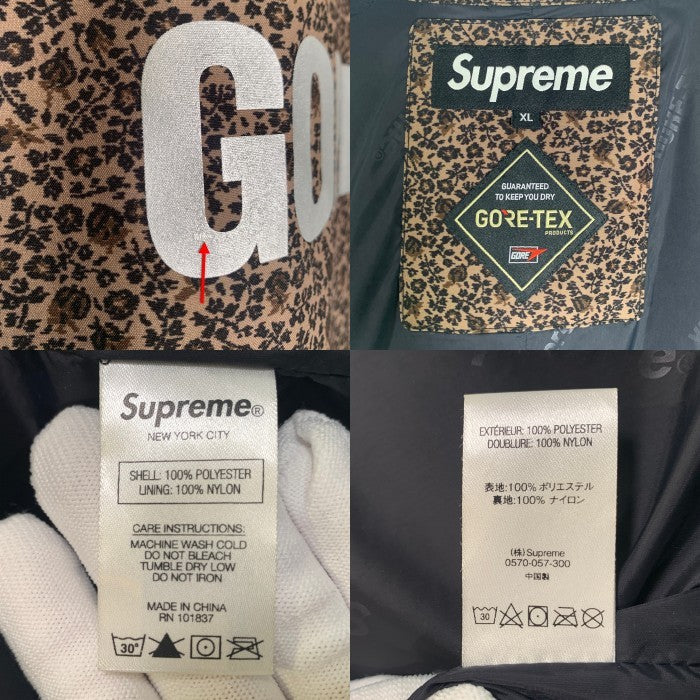 GO
Supreme
XL
GUARANTEED
TO KEEP YOU DRY
GORE-TEX
PRODUCTS
GORE
Supreme®
NEW YORK CITY
SHELL: 100% POLYESTER
LINING: 100% NYLON
CARE INSTRUCTIONS:
MACHINE WASH COLD
DO NOT BLEACH
TUMBLE DRY LOW
DO NOT IRON
MADE IN CHINA
RN 101837
30°
EXTÉRIEUR: 100% POLYESTER
DOUBLURE: 100% NYLON
表地:100% ポリエステル
裏地:100% ナイロン
(株) Supreme
0570-057-300
中国製
30